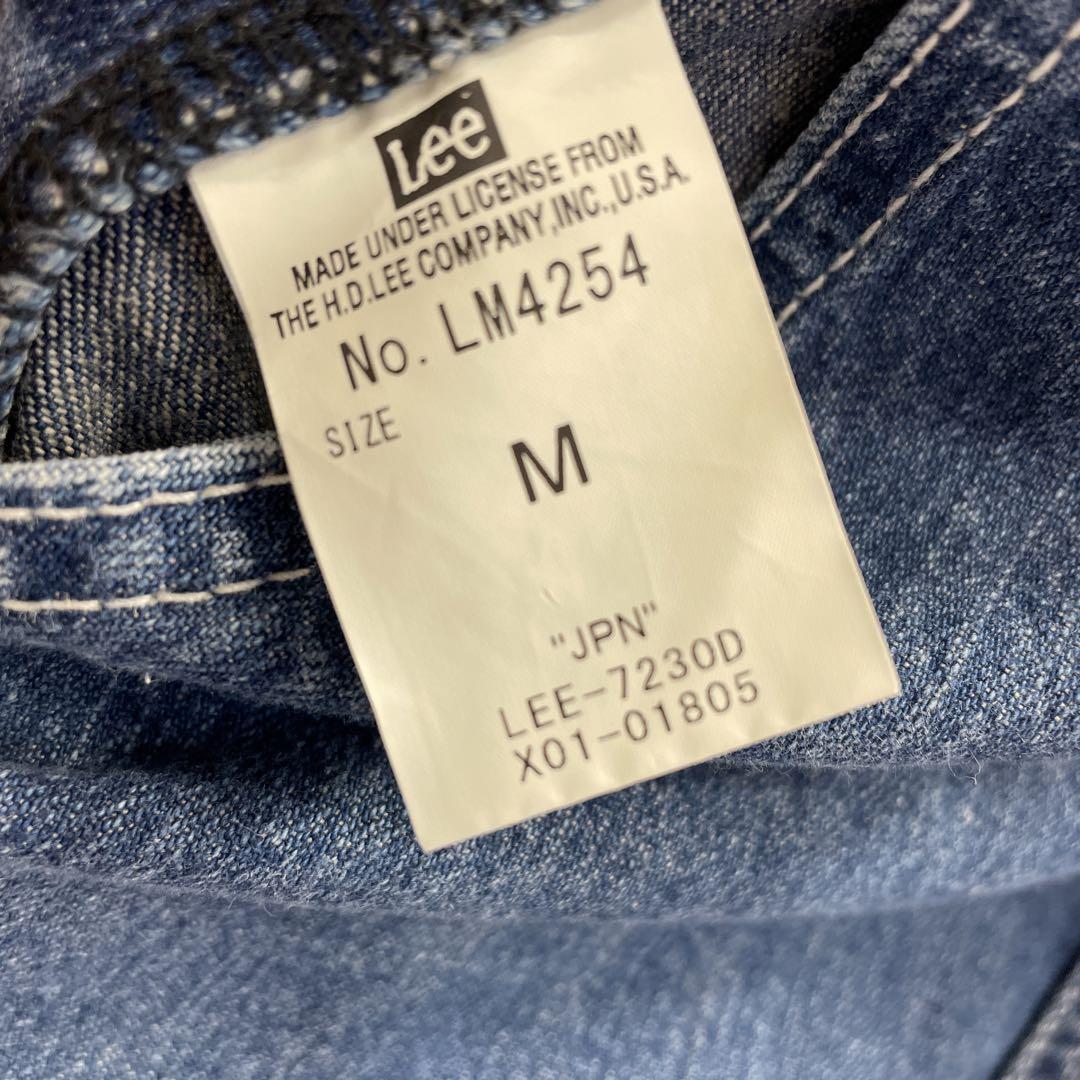 Lee
MADE UNDER LICENSE FROM
THE H.D.LEE COMPANY,INC.,U.S.A.
No. LM4254
SIZE
M
"JPN"
LEE-7230D
X01-01805